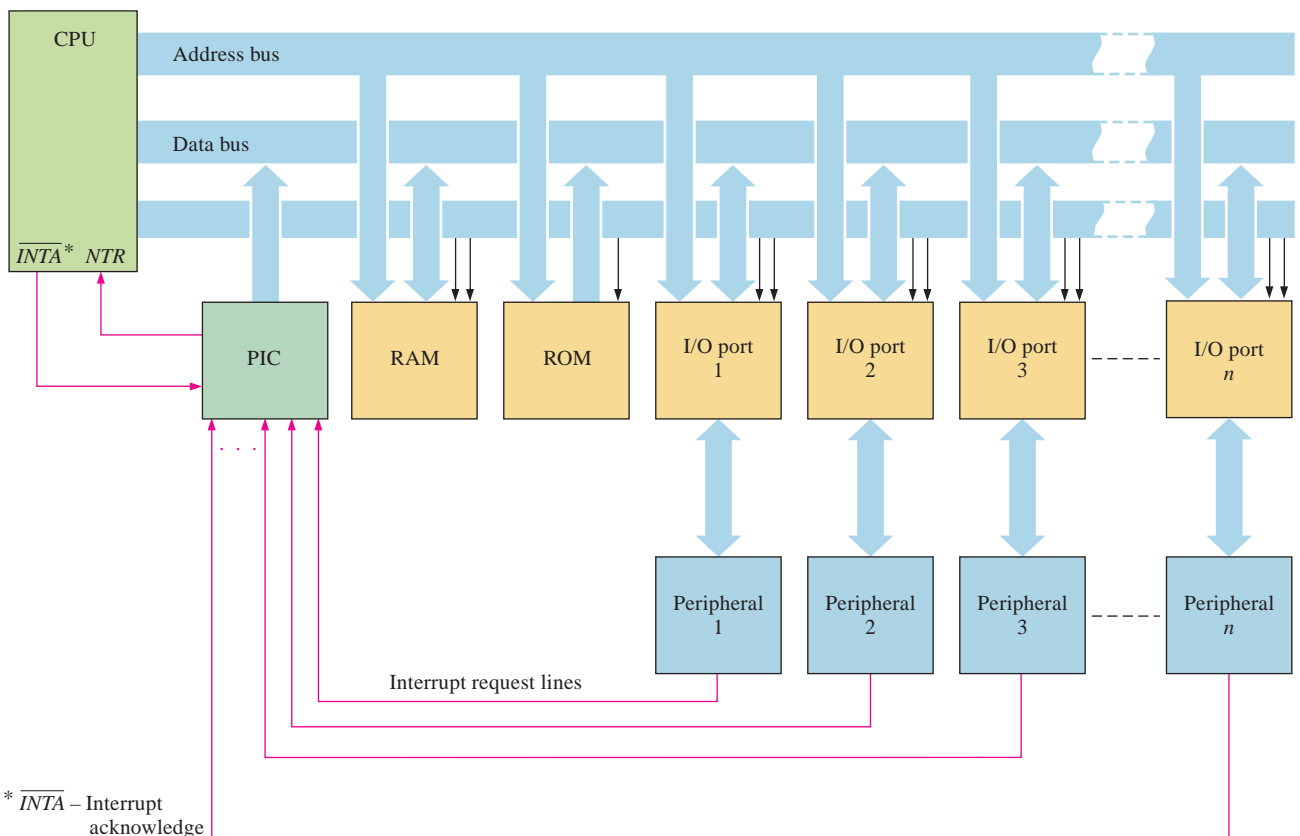 CPU
Address bus
Data bus
INTA* NTR
PIC
RAM
ROM
I/O port
1
I/O port
2
I/O port
3
I/O port
n
. . .
Peripheral
1
Peripheral
2
Peripheral
3
Peripheral
n
Interrupt request lines
* INTA – Interrupt
acknowledge